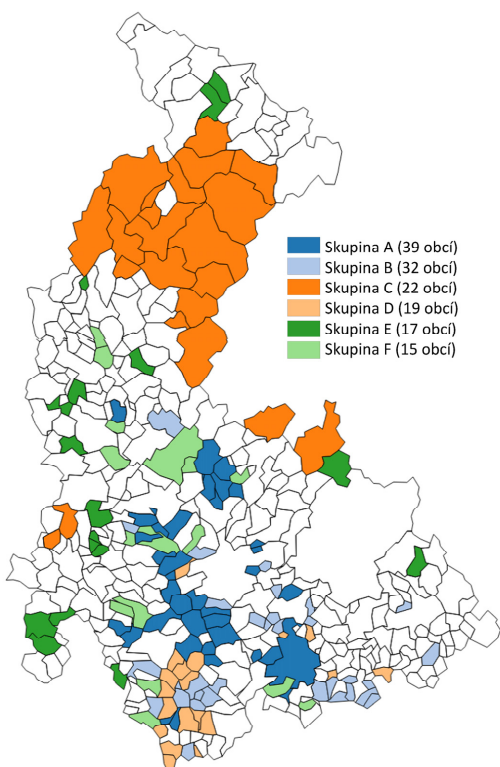 Skupina A (39 obcí)
Skupina B (32 obcí)
Skupina C (22 obcí)
Skupina D (19 obcí)
Skupina E (17 obcí)
Skupina F (15 obcí)